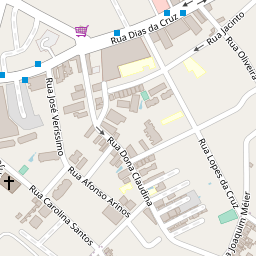 Rua Dias da Cruz
Rua Jacinto
Rua Oliveira
Rua José Veríssimo
Rua Dona Claudina
Rua Lopes da Cruz
Rua Afonso Arinos
Rua Carolina Santos
Joaquim Méier